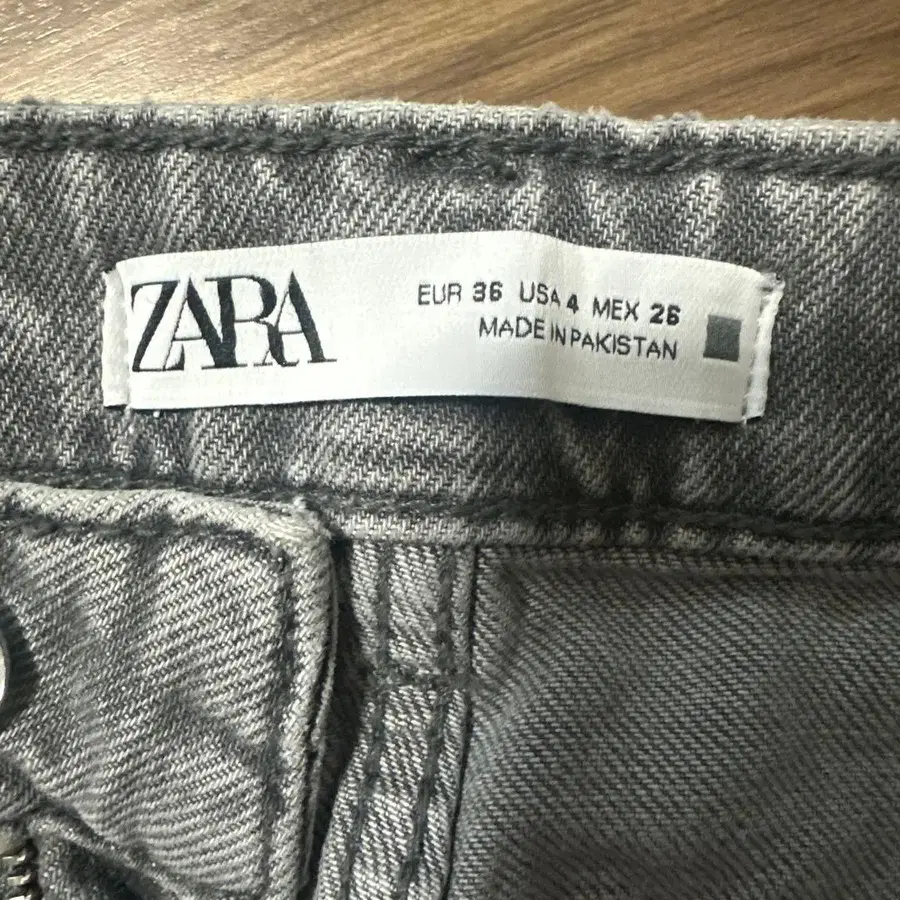 ZARA
EUR 36 USA 4 MEX 26
MADE IN PAKISTAN